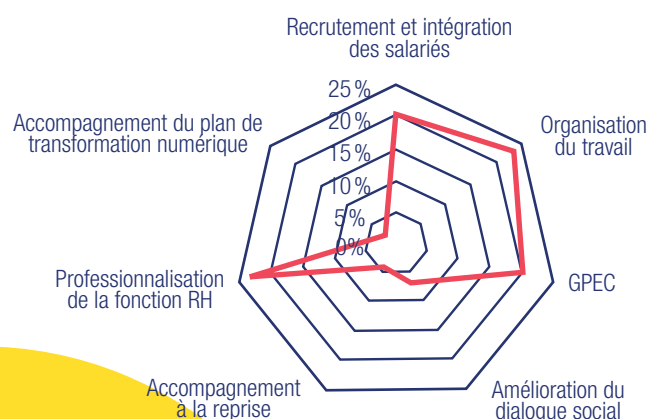 Recrutement et intégration
des salariés
25 %
20 %
15 %
10 %
5 %
0 %
Organisation
du travail
GPEC
Amélioration du
dialogue social
Accompagnement
à la reprise
Professionnalisation
de la fonction RH
Accompagnement du plan de
transformation numérique